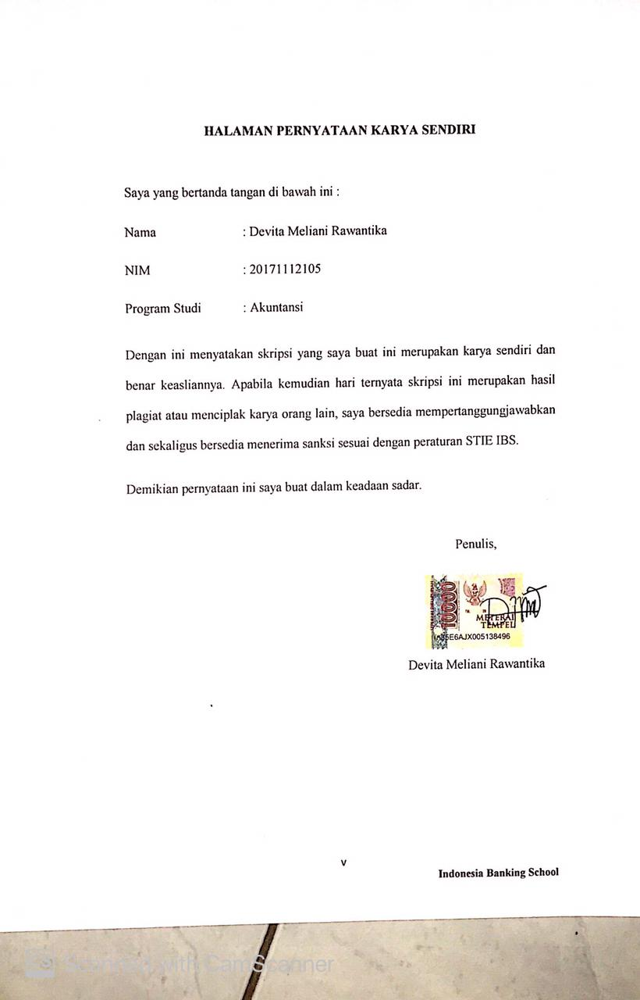 HALAMAN PERNYATAAN KARYA SENDIRI
Saya yang bertanda tangan di bawah ini :
Nama : Devita Meliani Rawantika
NIM : 20171112105
Program Studi : Akuntansi
Dengan ini menyatakan skripsi yang saya buat ini merupakan karya sendiri dan
benar keasliannya. Apabila kemudian hari ternyata skripsi ini merupakan hasil
plagiat atau menciplak karya orang lain, saya bersedia mempertanggungjawabkan
dan sekaligus bersedia menerima sanksi sesuai dengan peraturan STIE IBS.
Demikian pernyataan ini saya buat dalam keadaan sadar.
Penulis,
10000
METERAI
TEMPEL
E6AJX005138496
Devita Meliani Rawantika
v
Indonesia Banking School
CS Scanned with CamScanner